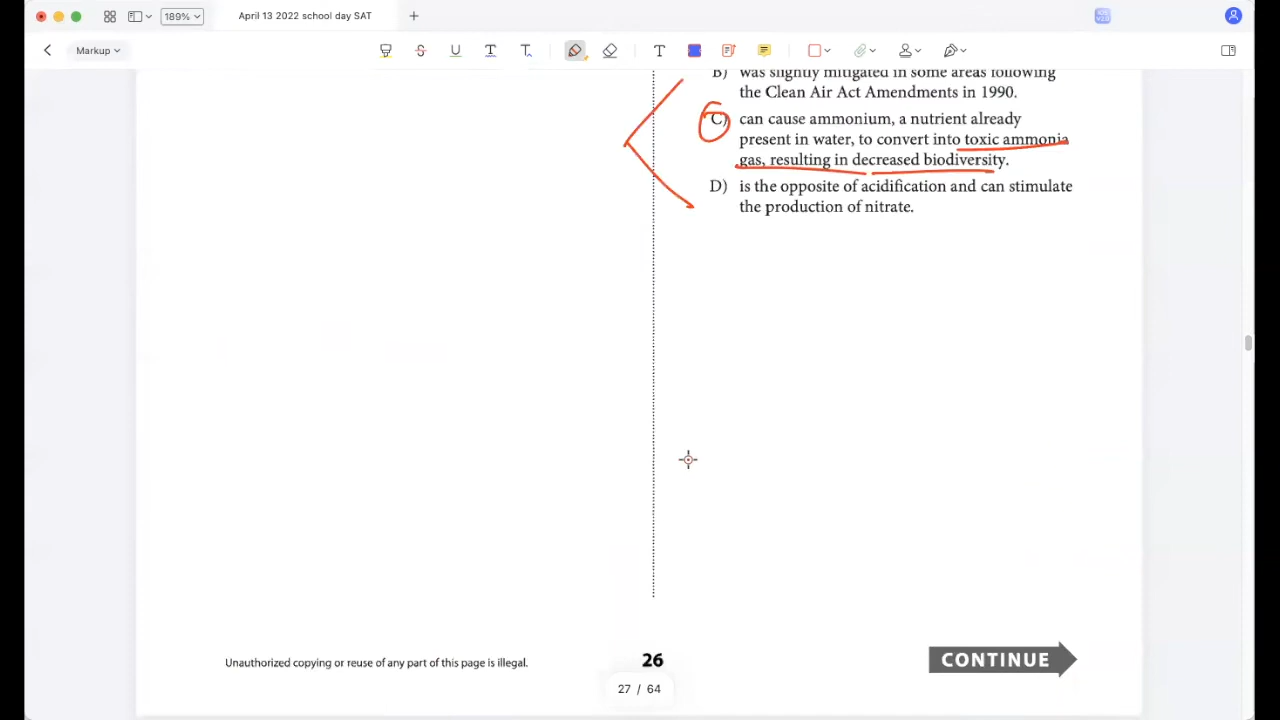 189%
April 13 2022 school day SAT
Markup
B) was slightly mitigated in some areas following
the Clean Air Act Amendments in 1990.
C) can cause ammonium, a nutrient already
present in water, to convert into toxic ammonia
gas, resulting in decreased biodiversity.
D) is the opposite of acidification and can stimulate
the production of nitrate.
Unauthorized copying or reuse of any part of this page is illegal.
26
CONTINUE
27 / 64